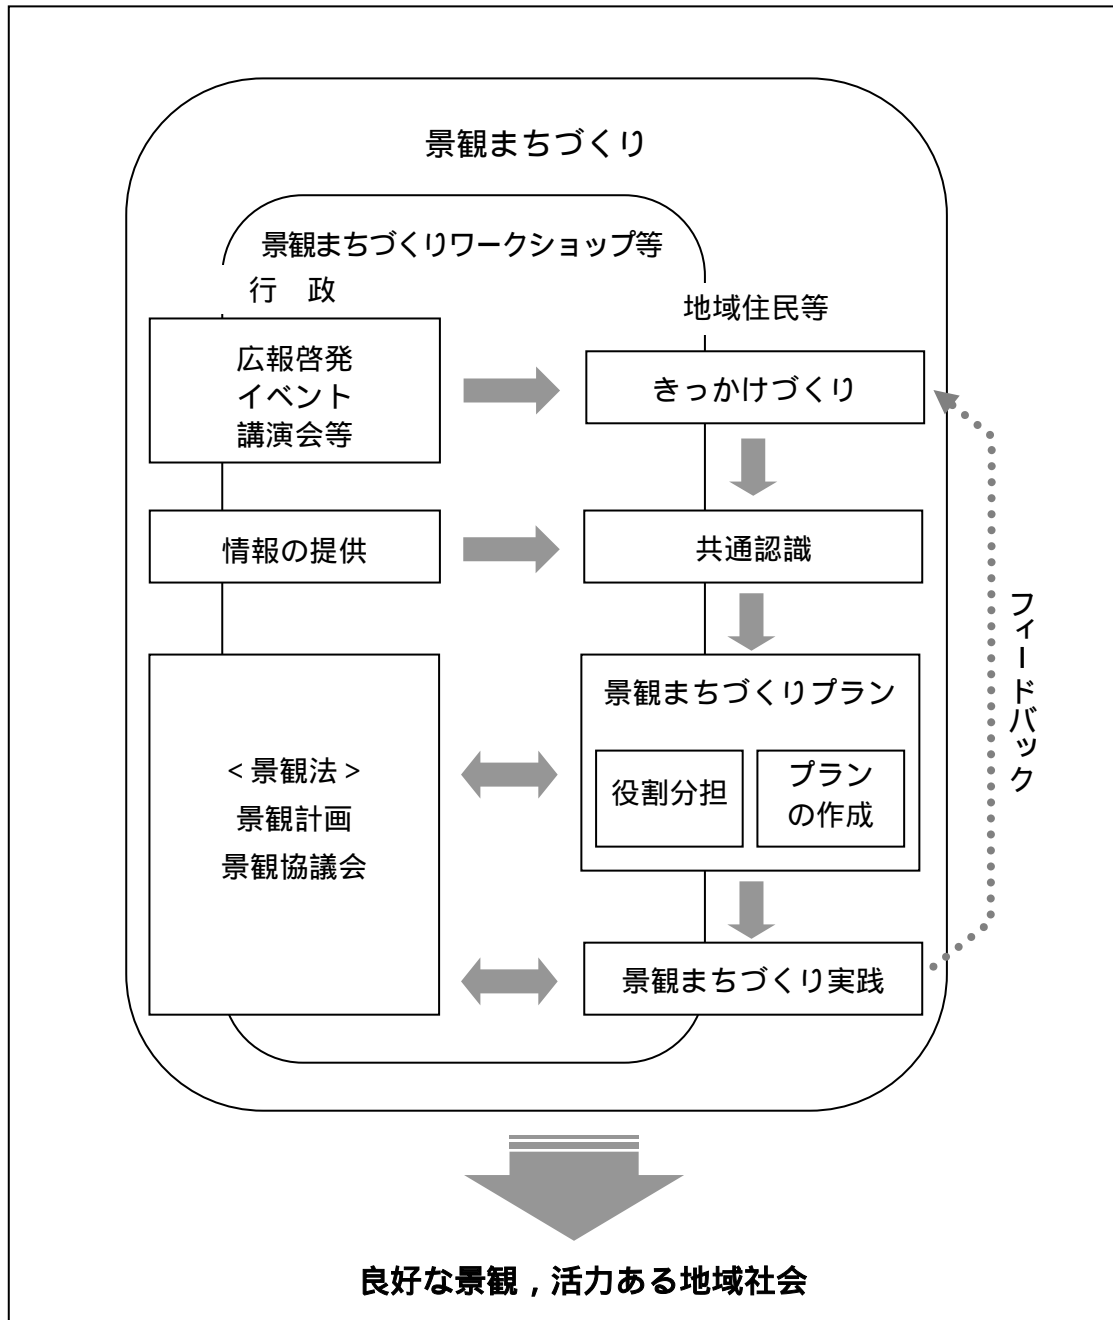 景観まちづくり
景観まちづくりワークショップ等
行　政
地域住民等
広報啓発
イベント
講演会等
きっかけづくり
情報の提供
共通認識
景観まちづくりプラン
役割分担
プラン
の作成
＜景観法＞
景観計画
景観協議会
景観まちづくり実践
フィードバック
良好な景観，活力ある地域社会